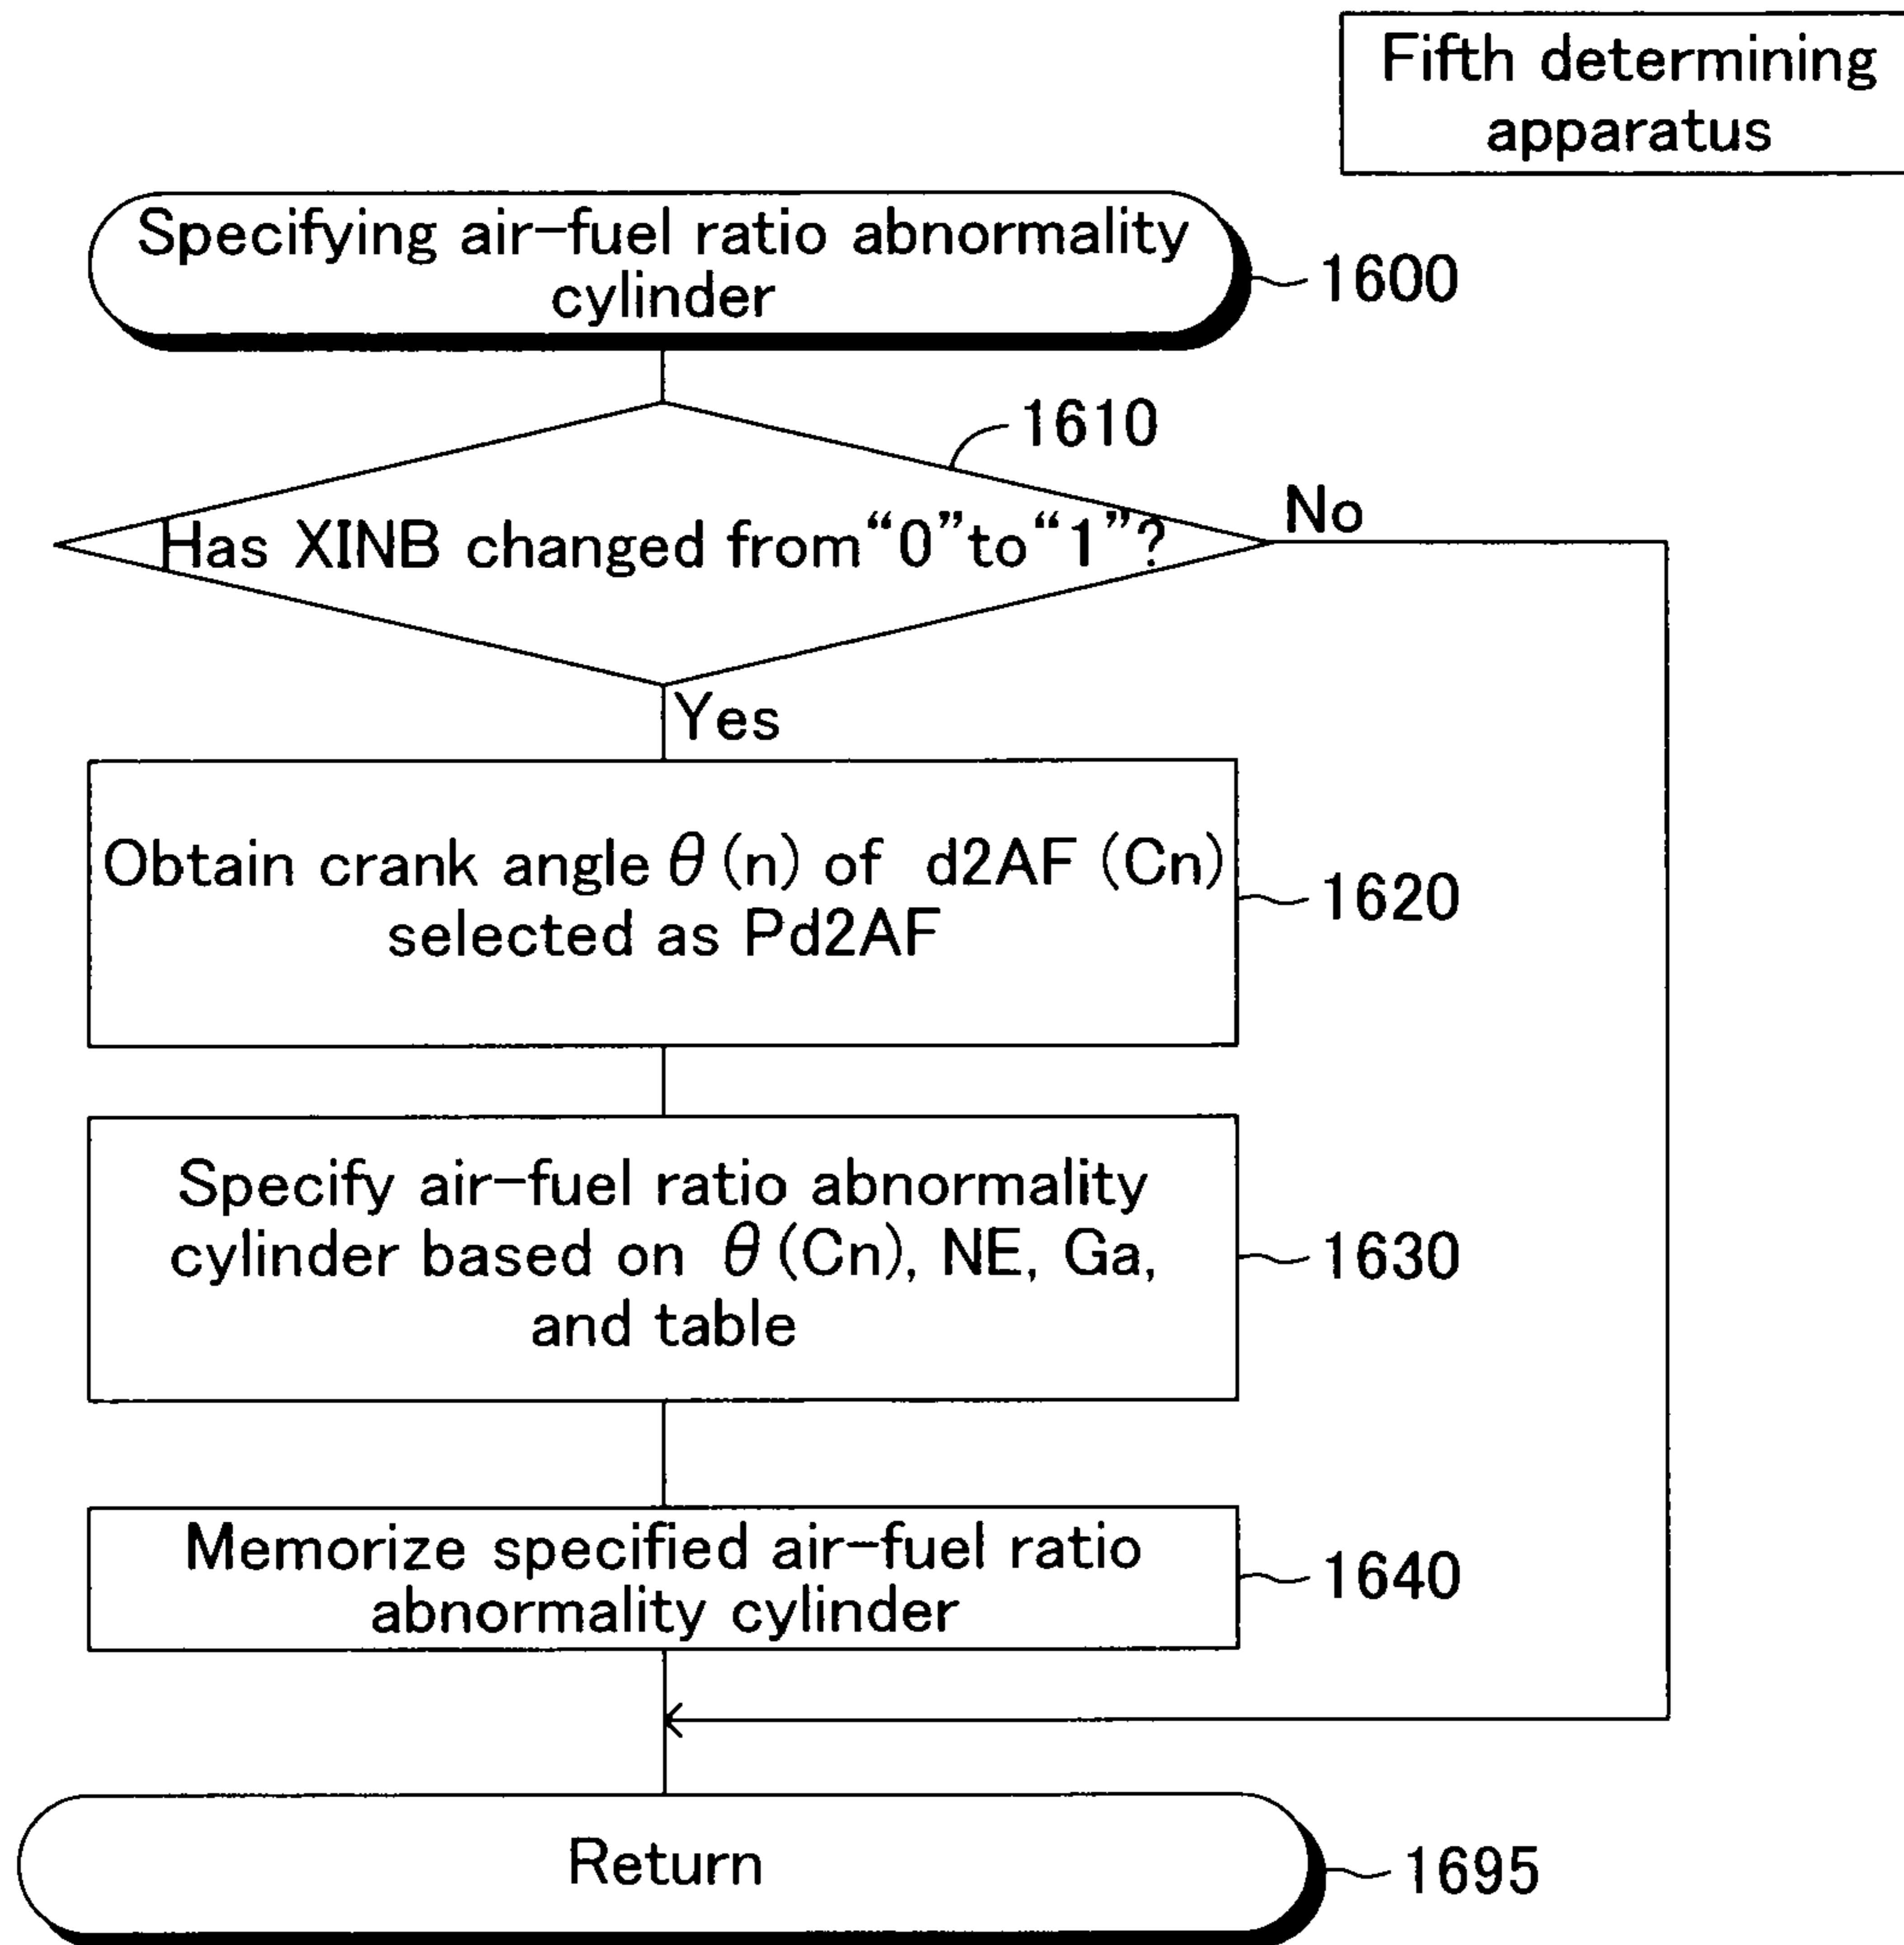 Fifth determining
apparatus
Specifying air-fuel ratio abnormality
cylinder
1600
1610
Has XINB changed from “0” to “1”?
No
Yes
Obtain crank angle θ (n) of d2AF (Cn)
selected as Pd2AF
1620
Specify air-fuel ratio abnormality
cylinder based on θ (Cn), NE, Ga,
and table
1630
Memorize specified air-fuel ratio
abnormality cylinder
1640
Return
1695